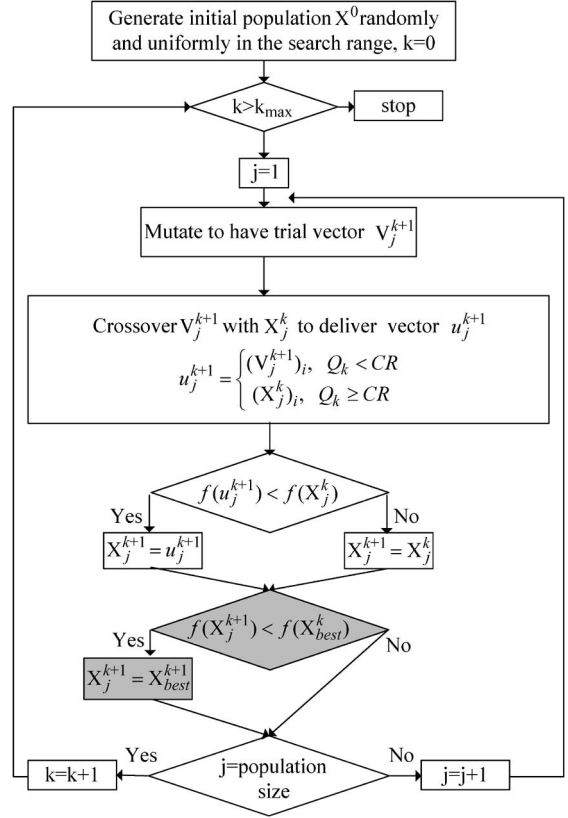 Generate initial population X^0 randomly
and uniformly in the search range, k=0
k>k_max
stop
j=1
Mutate to have trial vector V_j^{k+1}
Crossover V_j^{k+1} with X_j^k to deliver vector u_j^{k+1}
u_j^{k+1} = { (V_j^{k+1})_i, Q_k < CR
(X_j^k)_i, Q_k ≥ CR
f(u_j^{k+1}) < f(X_j^k)
Yes
No
X_j^{k+1} = u_j^{k+1}
X_j^{k+1} = X_j^k
f(X_j^{k+1}) < f(X_best^k)
Yes
No
X_j^{k+1} = X_best^{k+1}
Yes
No
k=k+1
j=population
size
j=j+1